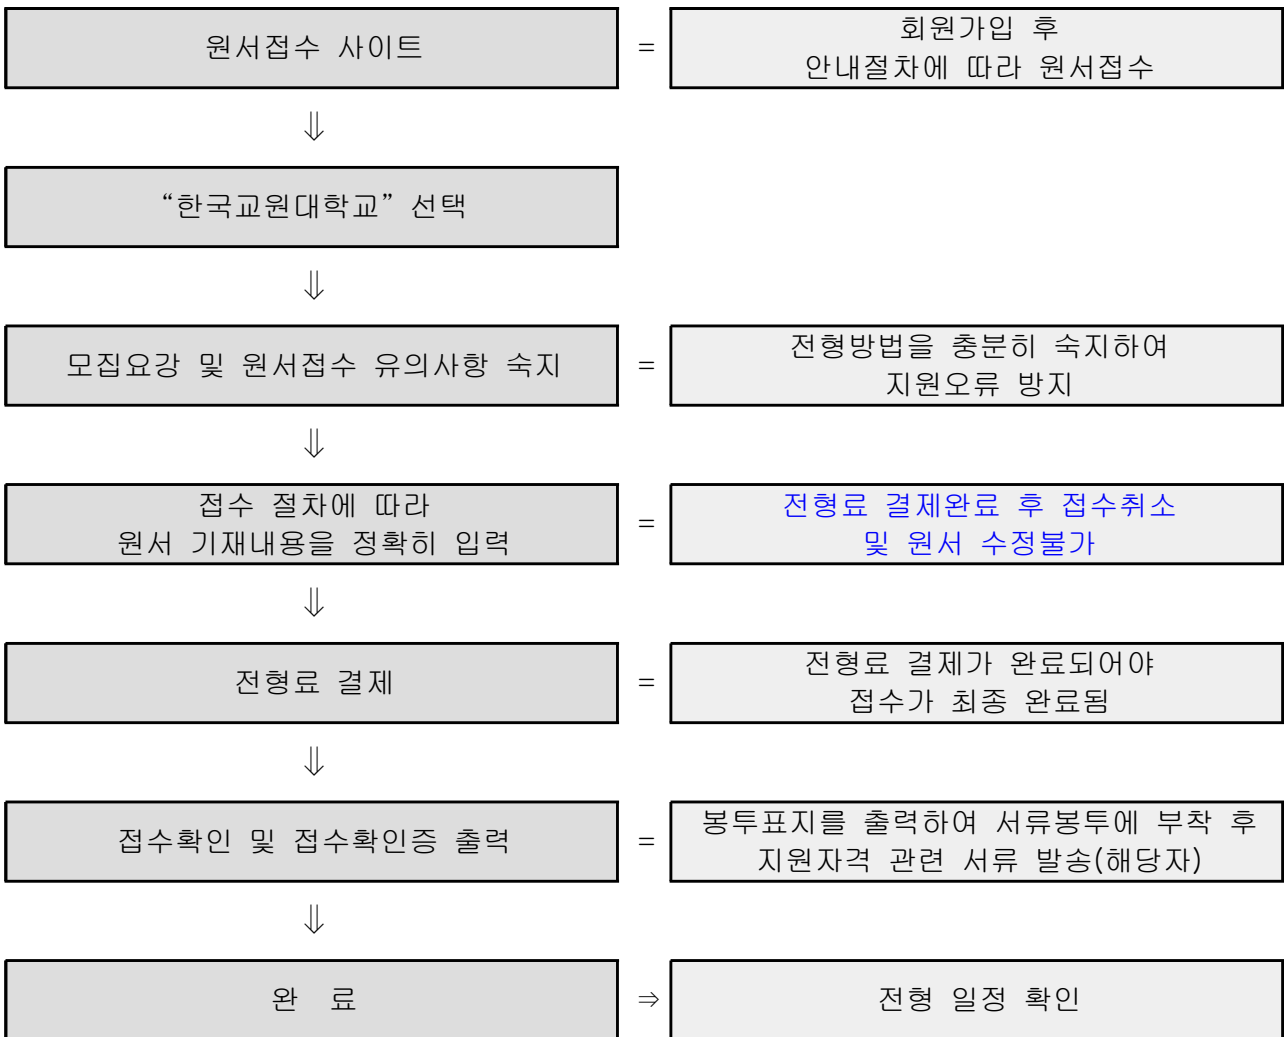 원서접수 사이트
=
회원가입 후
안내절차에 따라 원서접수
⇓
“한국교원대학교” 선택
⇓
모집요강 및 원서접수 유의사항 숙지
=
전형방법을 충분히 숙지하여
지원오류 방지
⇓
접수 절차에 따라
원서 기재내용을 정확히 입력
=
전형료 결제완료 후 접수취소
및 원서 수정불가
⇓
전형료 결제
=
전형료 결제가 완료되어야
접수가 최종 완료됨
⇓
접수확인 및 접수확인증 출력
=
봉투표지를 출력하여 서류봉투에 부착 후
지원자격 관련 서류 발송(해당자)
⇓
완 료
⇒
전형 일정 확인